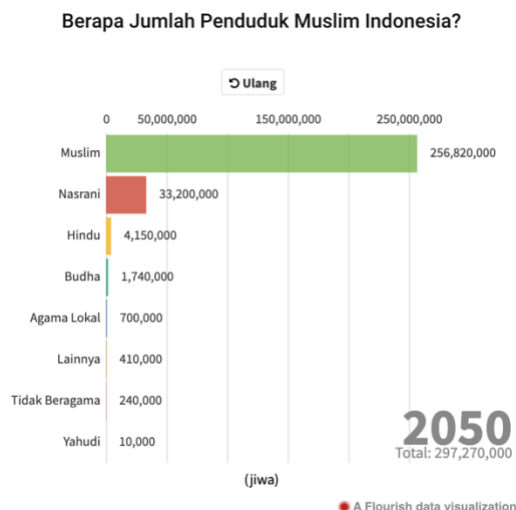 Berapa Jumlah Penduduk Muslim Indonesia?
Ulang
0 50,000,000 150,000,000 250,000,000
Muslim 256,820,000
Nasrani 33,200,000
Hindu 4,150,000
Budha 1,740,000
Agama Lokal 700,000
Lainnya 410,000
Tidak Beragama 240,000
Yahudi 10,000
2050
Total: 297,270,000
(jiwa)
A Flourish data visualization